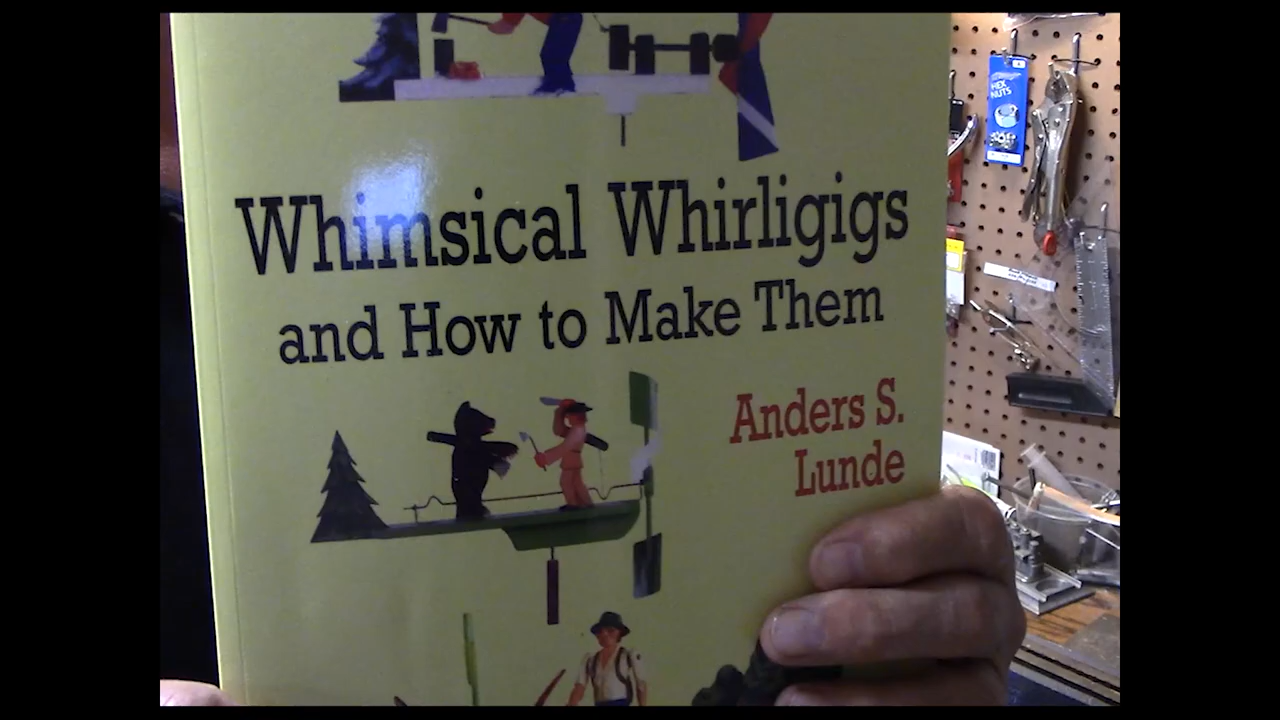 Whimsical Whirligigs
and How to Make Them
Anders S.
Lunde
HEX
NUTS